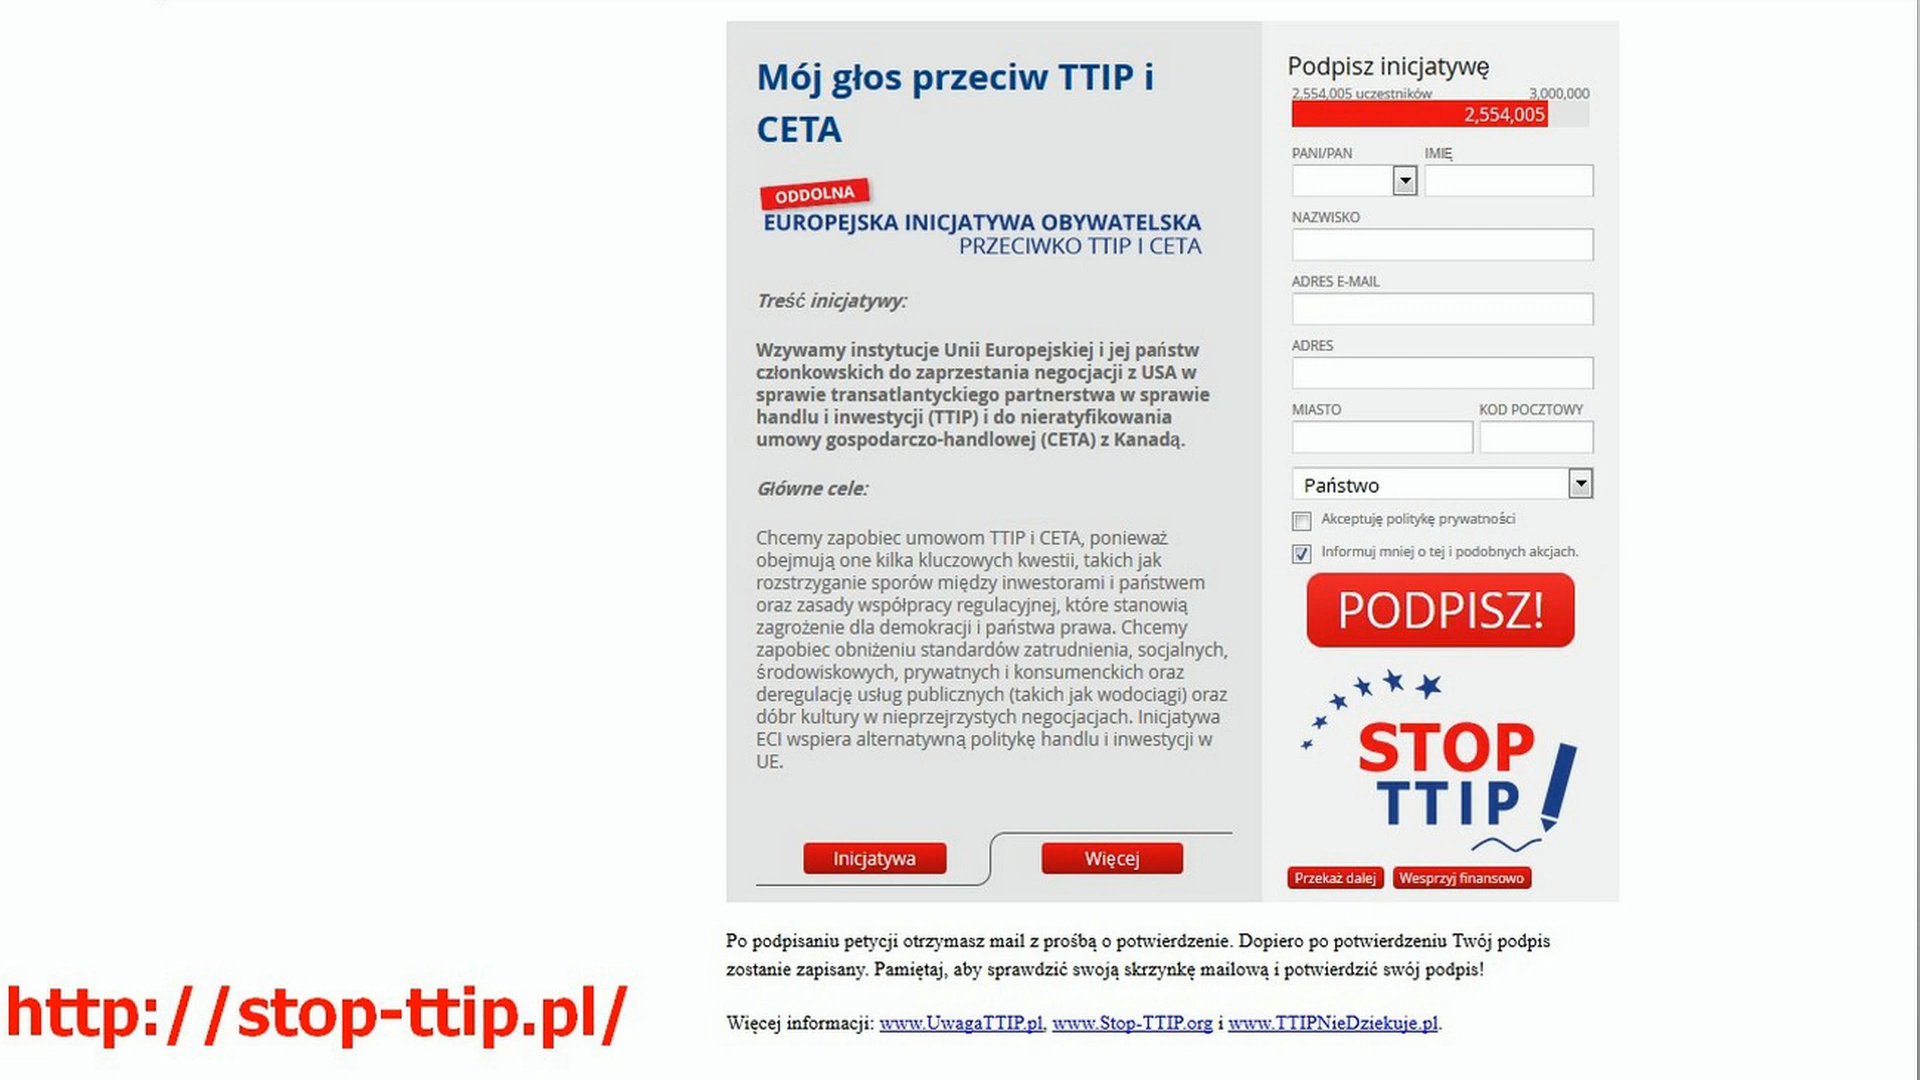 Mój głos przeciw TTIP i
CETA
ODDOLNA
EUROPEJSKA INICJATYWA OBYWATELSKA
PRZECIWKO TTIP I CETA
Treść inicjatywy:
Wzywamy instytucje Unii Europejskiej i jej państw
członkowskich do zaprzestania negocjacji z USA w
sprawie transatlantyckiego partnerstwa w sprawie
handlu i inwestycji (TTIP) i do nieratyfikowania
umowy gospodarczo-handlowej (CETA) z Kanadą.
Główne cele:
Chcemy zapobiec umowom TTIP i CETA, ponieważ
obejmują one kilka kluczowych kwestii, takich jak
rozstrzyganie sporów między inwestorami i państwem
oraz zasady współpracy regulacyjnej, które stanowią
zagrożenie dla demokracji i państwa prawa. Chcemy
zapobiec obniżeniu standardów zatrudnienia, socjalnych,
środowiskowych, prywatnych i konsumenckich oraz
deregulację usług publicznych (takich jak wodociągi) oraz
dóbr kultury w nieprzejrzystych negocjacjach. Inicjatywa
ECI wspiera alternatywną politykę handlu i inwestycji w
UE.
Inicjatywa
Więcej
Podpisz inicjatywę
2,554,005 uczestników 3,000,000
2,554,005
PANI/PAN IMIĘ
NAZWISKO
ADRES E-MAIL
ADRES
MIASTO KOD POCZTOWY
Państwo
Akceptuję politykę prywatności
Informuj mniej o tej i podobnych akcjach.
PODPISZ!
STOP
TTIP
Przekaż dalej Wesprzyj finansowo
Po podpisaniu petycji otrzymasz mail z prośbą o potwierdzenie. Dopiero po potwierdzeniu Twój podpis
zostanie zapisany. Pamiętaj, aby sprawdzić swoją skrzynkę mailową i potwierdzić swój podpis!
Więcej informacji: www.UwagaTTIP.pl, www.Stop-TTIP.org i www.TTIPNieDziekuje.pl.
http://stop-ttip.pl/